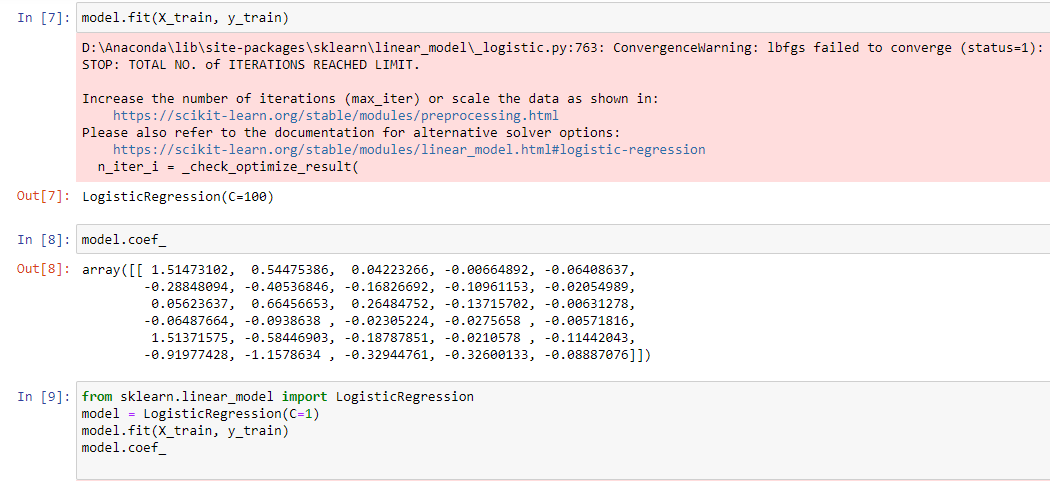 In [7]: model.fit(X_train, y_train)
D:\Anaconda\lib\site-packages\sklearn\linear_model\_logistic.py:763: ConvergenceWarning: lbfgs failed to converge (status=1):
STOP: TOTAL NO. of ITERATIONS REACHED LIMIT.
Increase the number of iterations (max_iter) or scale the data as shown in:
https://scikit-learn.org/stable/modules/preprocessing.html
Please also refer to the documentation for alternative solver options:
https://scikit-learn.org/stable/modules/linear_model.html#logistic-regression
n_iter_i = _check_optimize_result(
Out[7]: LogisticRegression(C=100)
In [8]: model.coef_
Out[8]: array([[ 1.51473102, 0.54475386, 0.04223266, -0.00664892, -0.06408637,
-0.28848094, -0.40536846, -0.16826692, -0.10961153, -0.02054989,
0.05623637, 0.66456653, 0.26484752, -0.13715702, -0.00631278,
-0.06487664, -0.0938638 , -0.02305224, -0.0275658 , -0.00571816,
1.51371575, -0.58446903, -0.18787851, -0.0210578 , -0.11442043,
-0.91977428, -1.1578634 , -0.32944761, -0.32600133, -0.08887076]])
In [9]: from sklearn.linear_model import LogisticRegression
model = LogisticRegression(C=1)
model.fit(X_train, y_train)
model.coef_